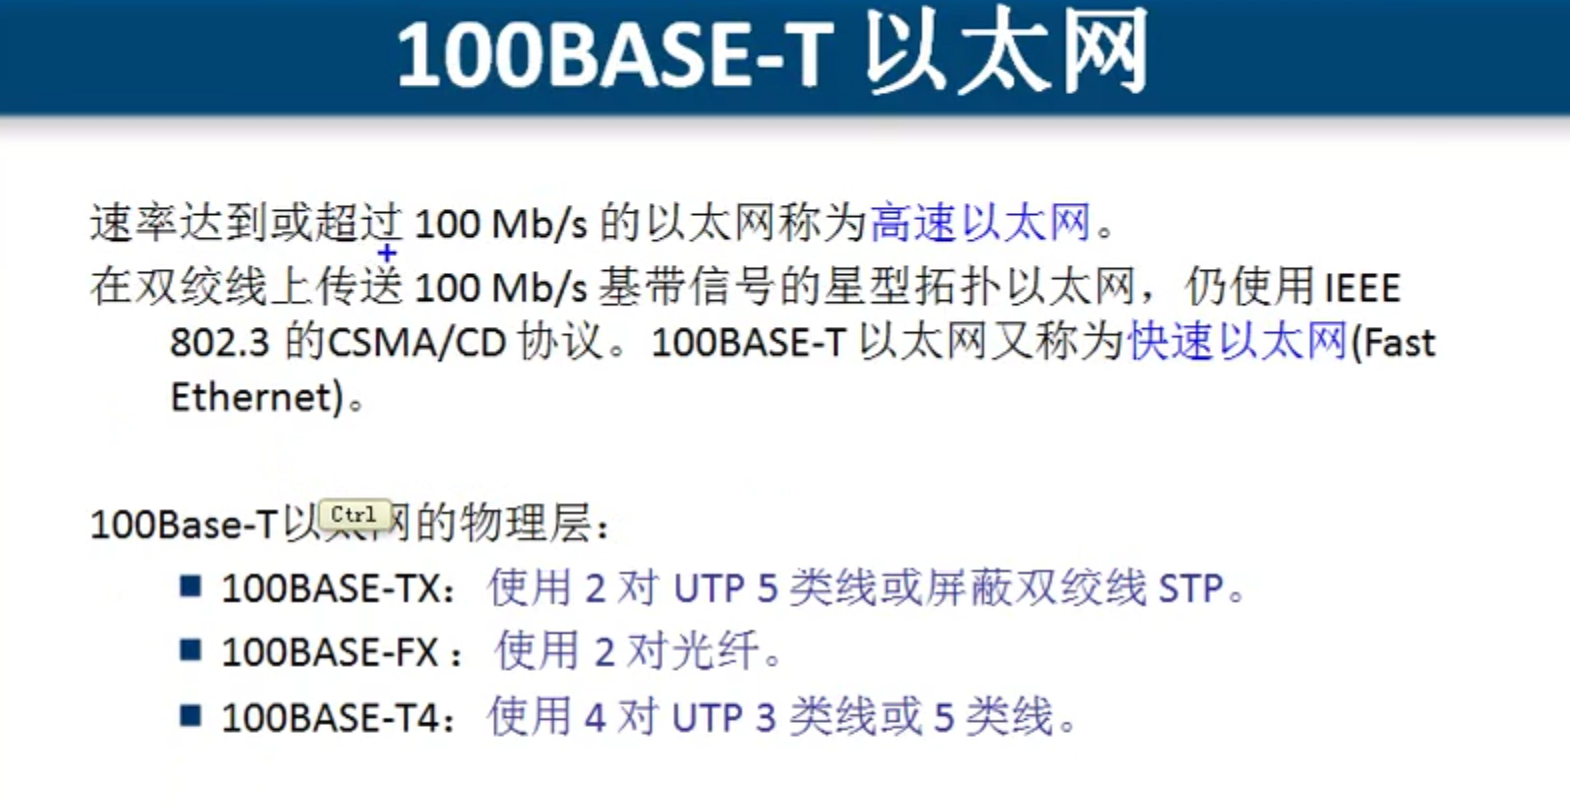 100BASE-T 以太网
速率达到或超过 100 Mb/s 的以太网称为高速以太网。
在双绞线上传送 100 Mb/s 基带信号的星型拓扑以太网，仍使用 IEEE
802.3 的CSMA/CD 协议。100BASE-T 以太网又称为快速以太网(Fast
Ethernet)。
100Base-T以太网的物理层：
Ctrl
■ 100BASE-TX： 使用 2 对 UTP 5 类线或屏蔽双绞线 STP。
■ 100BASE-FX： 使用 2 对光纤。
■ 100BASE-T4： 使用 4 对 UTP 3 类线或 5 类线。